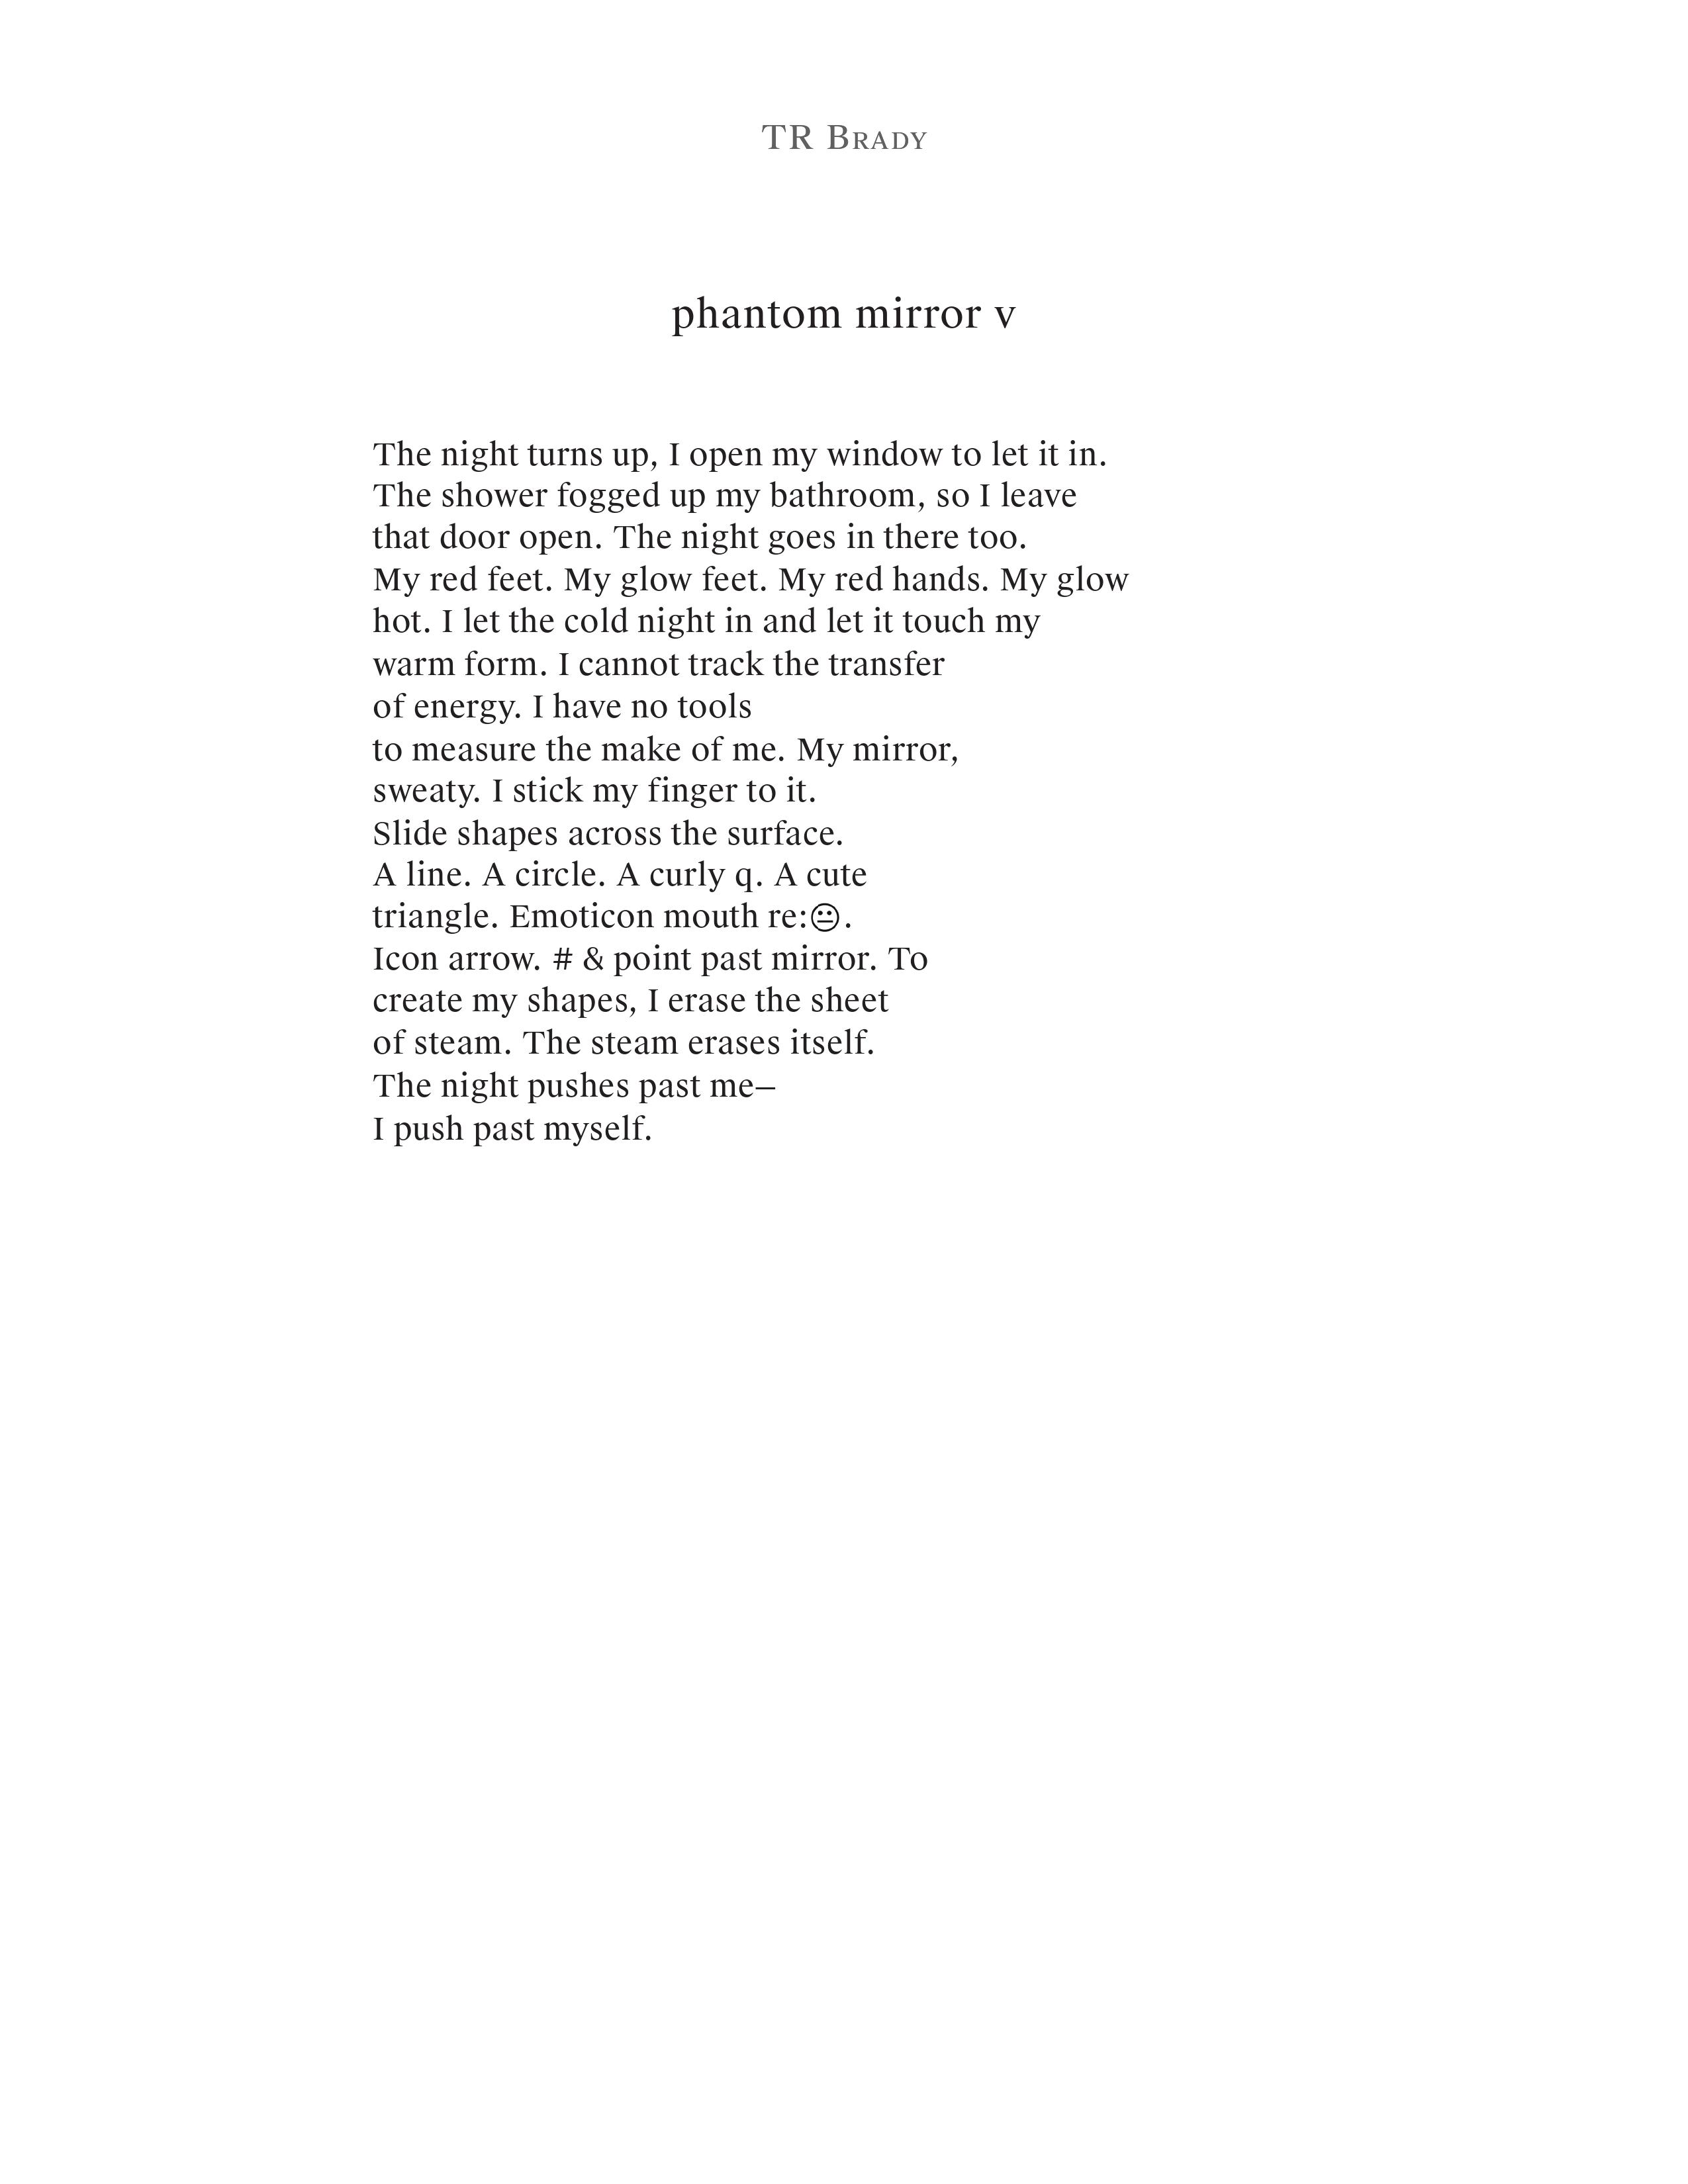 TR Brady
phantom mirror v
The night turns up, I open my window to let it in.
The shower fogged up my bathroom, so I leave
that door open. The night goes in there too.
My red feet. My glow feet. My red hands. My glow
hot. I let the cold night in and let it touch my
warm form. I cannot track the transfer
of energy. I have no tools
to measure the make of me. My mirror,
sweaty. I stick my finger to it.
Slide shapes across the surface.
A line. A circle. A curly q. A cute
triangle. Emoticon mouth re:😐.
Icon arrow. # & point past mirror. To
create my shapes, I erase the sheet
of steam. The steam erases itself.
The night pushes past me–
I push past myself.